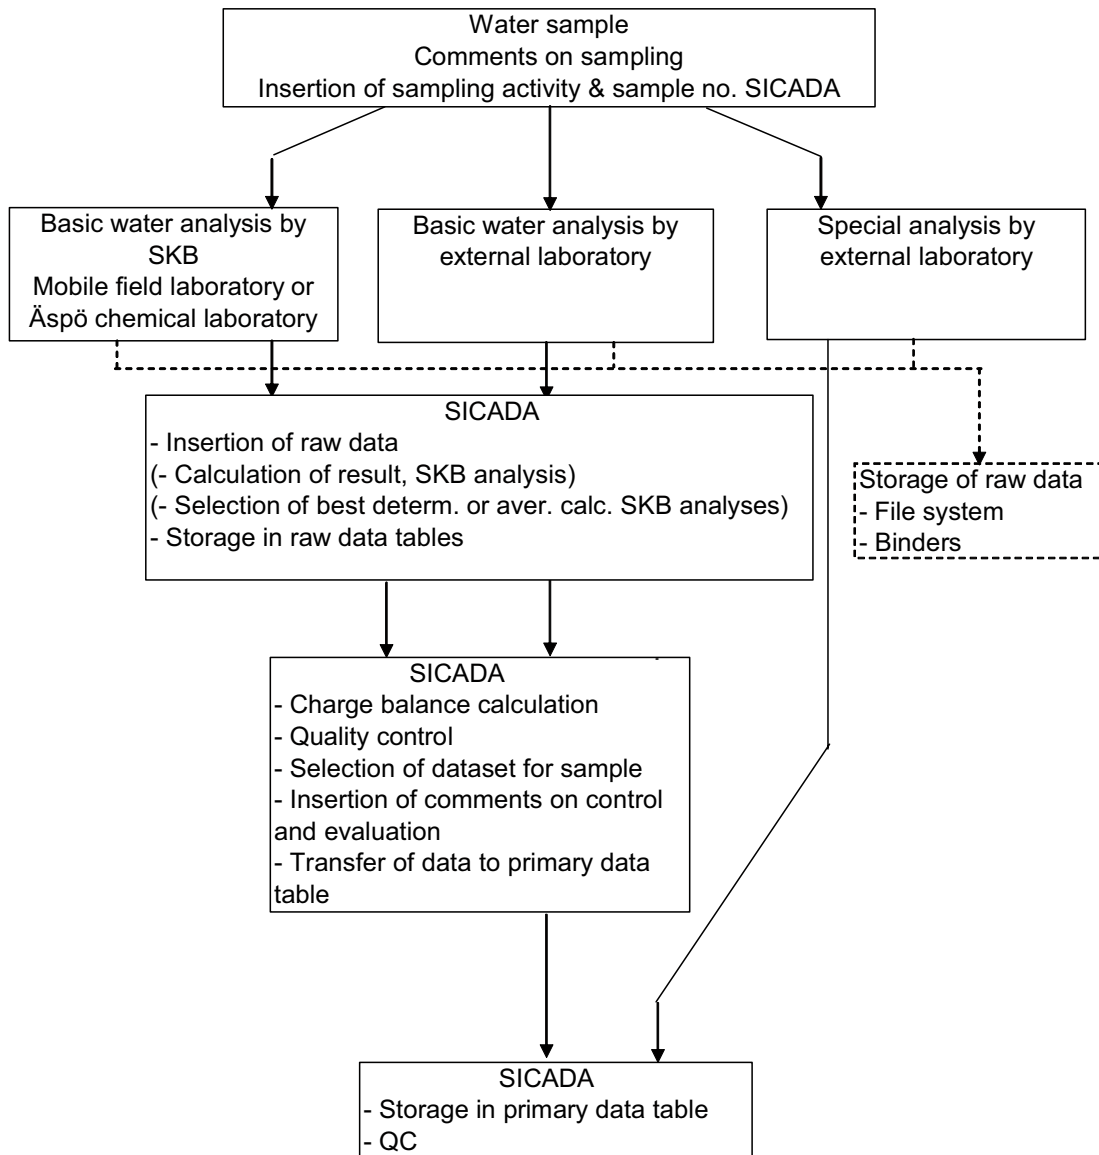 Water sample
Comments on sampling
Insertion of sampling activity & sample no. SICADA
Basic water analysis by
SKB
Mobile field laboratory or
Äspö chemical laboratory
Basic water analysis by
external laboratory
Special analysis by
external laboratory
SICADA
- Insertion of raw data
(- Calculation of result, SKB analysis)
(- Selection of best determ. or aver. calc. SKB analyses)
- Storage in raw data tables
Storage of raw data
- File system
- Binders
SICADA
- Charge balance calculation
- Quality control
- Selection of dataset for sample
- Insertion of comments on control
and evaluation
- Transfer of data to primary data
table
SICADA
- Storage in primary data table
- QC